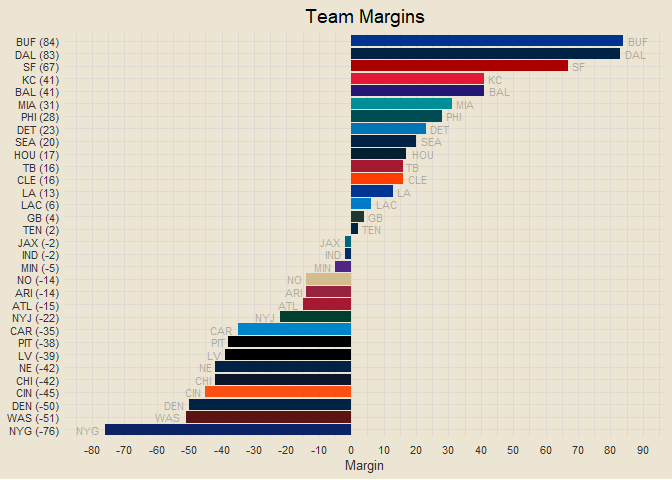 Team Margins
BUF (84) BUF
DAL (83) DAL
SF (67) SF
KC (41) KC
BAL (41) BAL
MIA (31) MIA
PHI (28) PHI
DET (23) DET
SEA (20) SEA
HOU (17) HOU
TB (16) TB
CLE (16) CLE
LA (13) LA
LAC (6) LAC
GB (4) GB
TEN (2) TEN
JAX (-2) JAX
IND (-2) IND
MIN (-5) MIN
NO (-14) NO
ARI (-14) ARI
ATL (-15) ATL
NYJ (-22) NYJ
CAR (-35) CAR
PIT (-38) PIT
LV (-39) LV
NE (-42) NE
CHI (-42) CHI
CIN (-45) CIN
DEN (-50) DEN
WAS (-51) WAS
NYG (-76) NYG
-80 -70 -60 -50 -40 -30 -20 -10 0 10 20 30 40 50 60 70 80 90
Margin